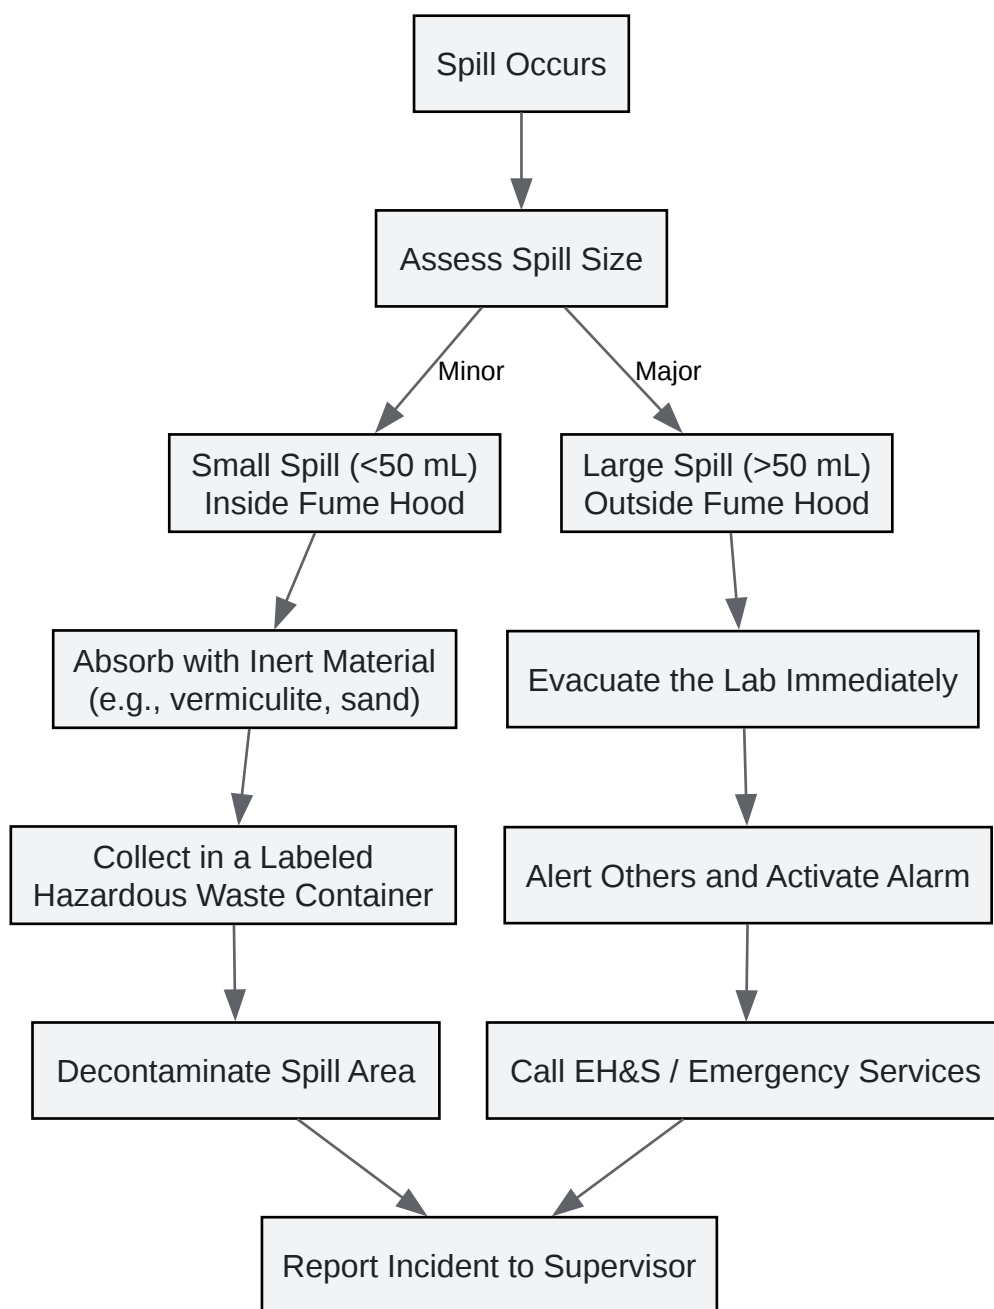 Spill Occurs
Assess Spill Size
Minor
Major
Small Spill (<50 mL)
Inside Fume Hood
Large Spill (>50 mL)
Outside Fume Hood
Absorb with Inert Material
(e.g., vermiculite, sand)
Evacuate the Lab Immediately
Collect in a Labeled
Hazardous Waste Container
Alert Others and Activate Alarm
Decontaminate Spill Area
Call EH&S / Emergency Services
Report Incident to Supervisor